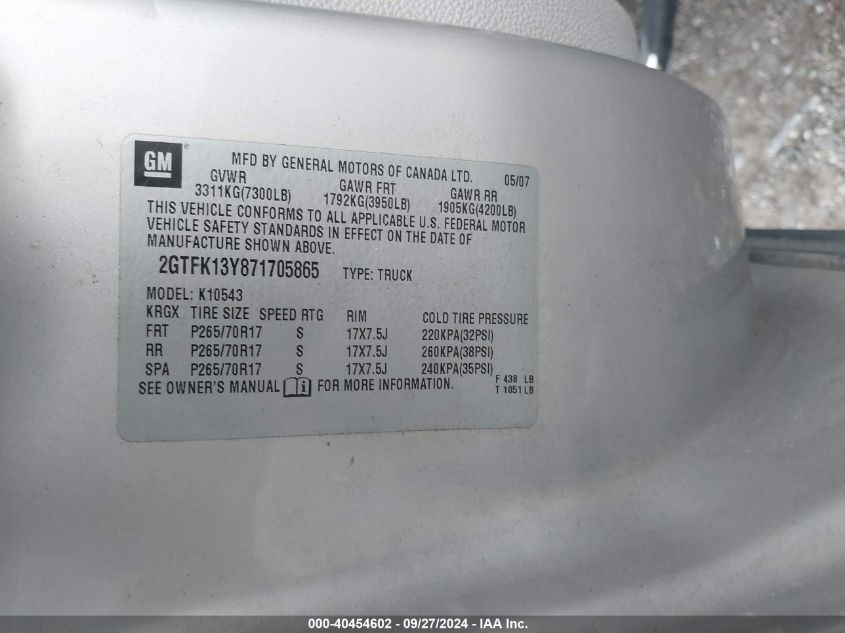 GM ®
MFD BY GENERAL MOTORS OF CANADA LTD. 05/07
GVWR GAWR FRT GAWR RR
3311KG(7300LB) 1792KG(3950LB) 1905KG(4200LB)
THIS VEHICLE CONFORMS TO ALL APPLICABLE U.S. FEDERAL MOTOR
VEHICLE SAFETY STANDARDS IN EFFECT ON THE DATE OF
MANUFACTURE SHOWN ABOVE.
2GTFK13Y871705865 TYPE: TRUCK
MODEL: K10543
KRGX TIRE SIZE SPEED RTG RIM COLD TIRE PRESSURE
FRT P265/70R17 S 17X7.5J 220KPA(32PSI)
RR P265/70R17 S 17X7.5J 260KPA(38PSI)
SPA P265/70R17 S 17X7.5J 240KPA(35PSI)
SEE OWNER'S MANUAL i FOR MORE INFORMATION.
F 438 LB
T 1051 LB
000-40454602 - 09/27/2024 - IAAI Inc.